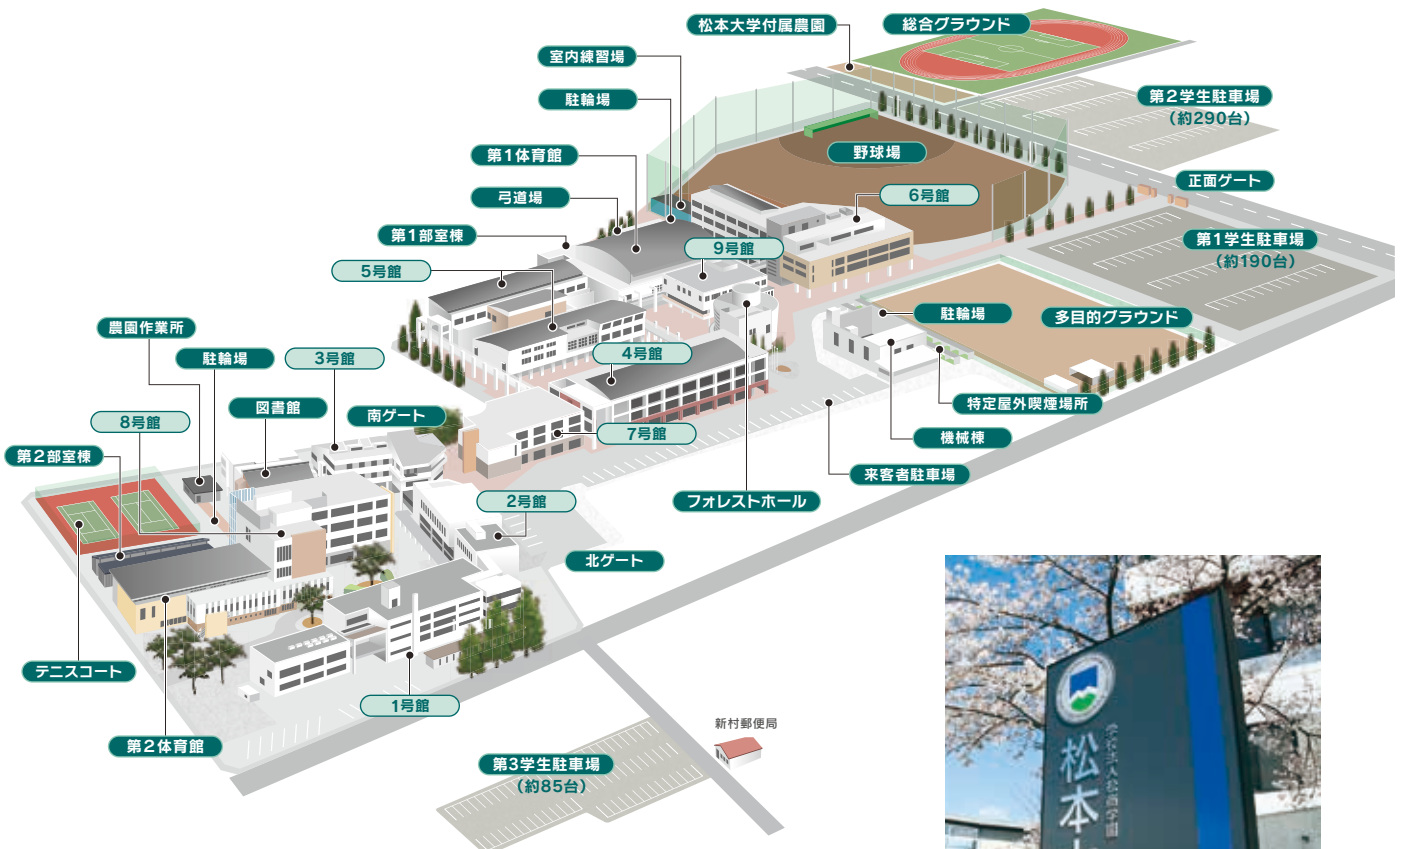 松本大学付属農園
総合グラウンド
室内練習場
駐輪場
第2学生駐車場
（約290台）
第1体育館
野球場
正面ゲート
弓道場
6号館
第1部室棟
9号館
第1学生駐車場
（約190台）
5号館
農園作業所
駐輪場
多目的グラウンド
駐輪場
3号館
4号館
8号館
図書館
南ゲート
特定屋外喫煙場所
7号館
機械棟
第2部室棟
来客者駐車場
2号館
フォレストホール
北ゲート
テニスコート
1号館
第2体育館
新村郵便局
第3学生駐車場
（約85台）
学校法人松商学園
松本